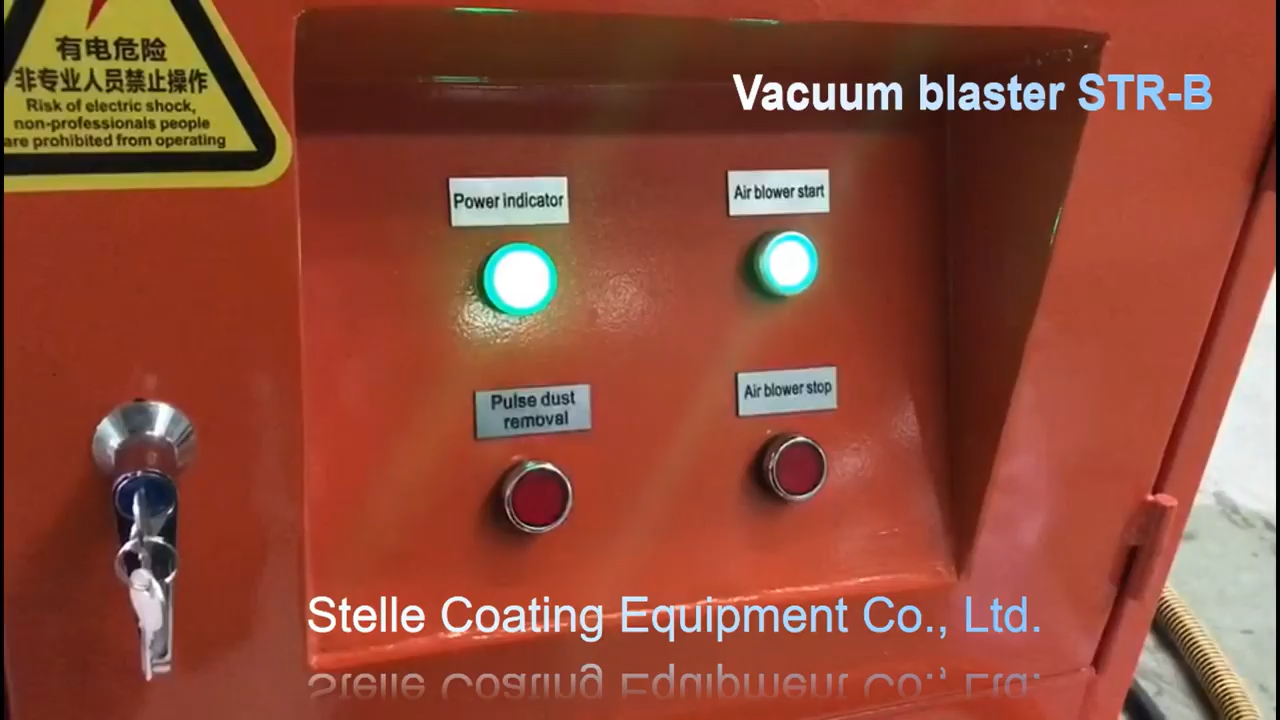 有电危险
非专业人员禁止操作
Risk of electric shock,
non-professionals people
are prohibited from operating
Vacuum blaster STR-B
Power indicator
Air blower start
Pulse dust
removal
Air blower stop
Stelle Coating Equipment Co., Ltd.